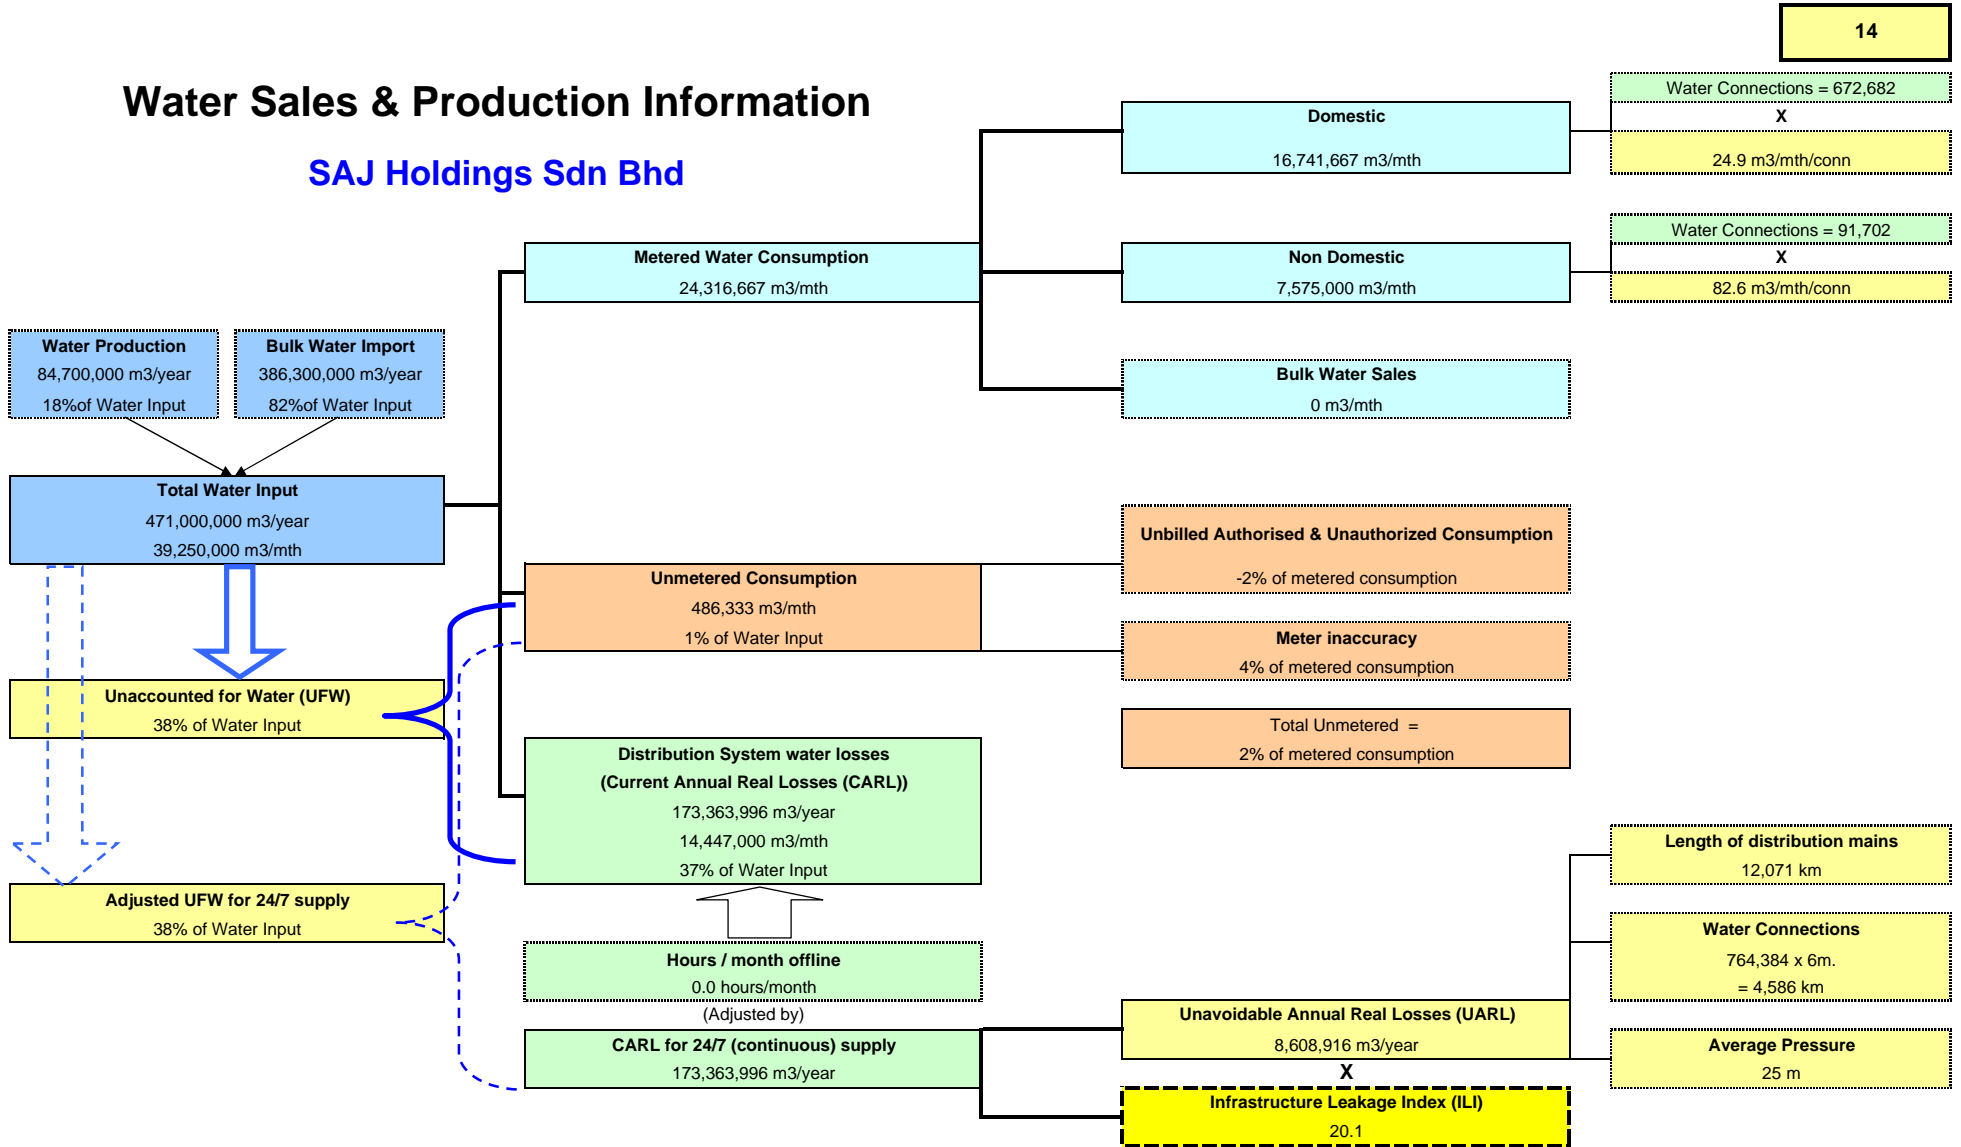 14
Water Sales & Production Information
SAJ Holdings Sdn Bhd
Domestic
16,741,667 m3/mth
Water Connections = 672,682
X
24.9 m3/mth/conn
Metered Water Consumption
24,316,667 m3/mth
Non Domestic
7,575,000 m3/mth
Water Connections = 91,702
X
82.6 m3/mth/conn
Bulk Water Sales
0 m3/mth
Water Production
84,700,000 m3/year
18%of Water Input
Bulk Water Import
386,300,000 m3/year
82%of Water Input
Total Water Input
471,000,000 m3/year
39,250,000 m3/mth
Unmetered Consumption
486,333 m3/mth
1% of Water Input
Unbilled Authorised & Unauthorized Consumption
-2% of metered consumption
Meter inaccuracy
4% of metered consumption
Total Unmetered =
2% of metered consumption
Unaccounted for Water (UFW)
38% of Water Input
Distribution System water losses
(Current Annual Real Losses (CARL))
173,363,996 m3/year
14,447,000 m3/mth
37% of Water Input
Adjusted UFW for 24/7 supply
38% of Water Input
Hours / month offline
0.0 hours/month
(Adjusted by)
CARL for 24/7 (continuous) supply
173,363,996 m3/year
Unavoidable Annual Real Losses (UARL)
8,608,916 m3/year
X
Infrastructure Leakage Index (ILI)
20.1
Length of distribution mains
12,071 km
Water Connections
764,384 x 6m.
= 4,586 km
Average Pressure
25 m